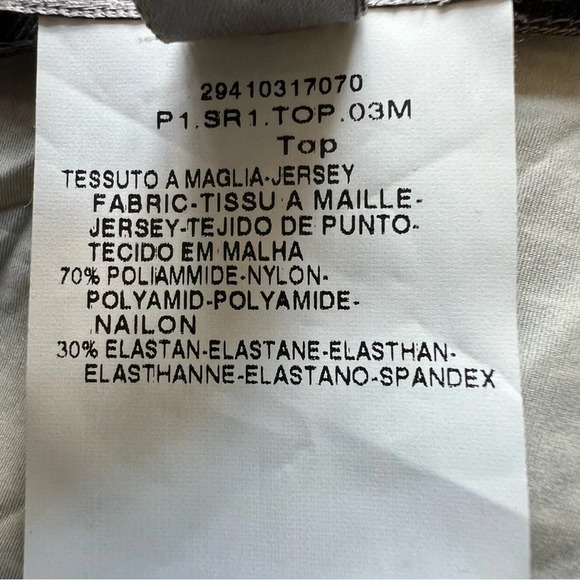 29410317070
P1.SR1.TOP.03M
Top
TESSUTO A MAGLIA-JERSEY
FABRIC-TISSU A MAILLE-
JERSEY-TEJIDO DE PUNTO-
TECIDO EM MALHA
70% POLIAMMIDE-NYLON-
POLYAMID-POLYAMIDE-
NAILON
30% ELASTAN-ELASTANE-ELASTHAN-
ELASTHANNE-ELASTANO-SPANDEX